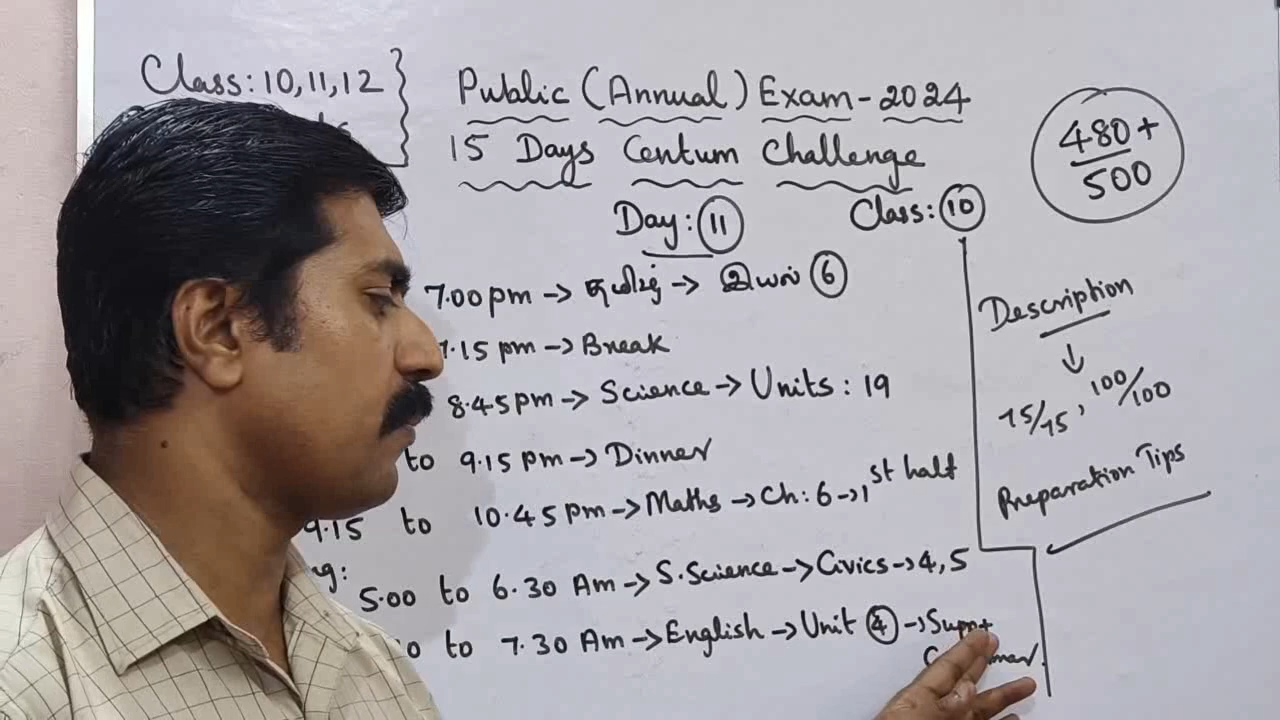 Class: 10, 11, 12
Public (Annual) Exam - 2024
15 Days Centum Challenge
480+
500
Day: 11
Class: 10
7.00 pm → தமிழ் → இயல் 6
7.15 pm → Break
8.45 pm → Science → Units: 19
to 9.15 pm → Dinner
9.15 to 10.45 pm → Maths → Ch: 6 → 1st half
5.00 to 6.30 Am → S.Science → Civics → 4, 5
to 7.30 Am → English → Unit 4 →
Description
↓
75/75, 100/100
Preparation Tips